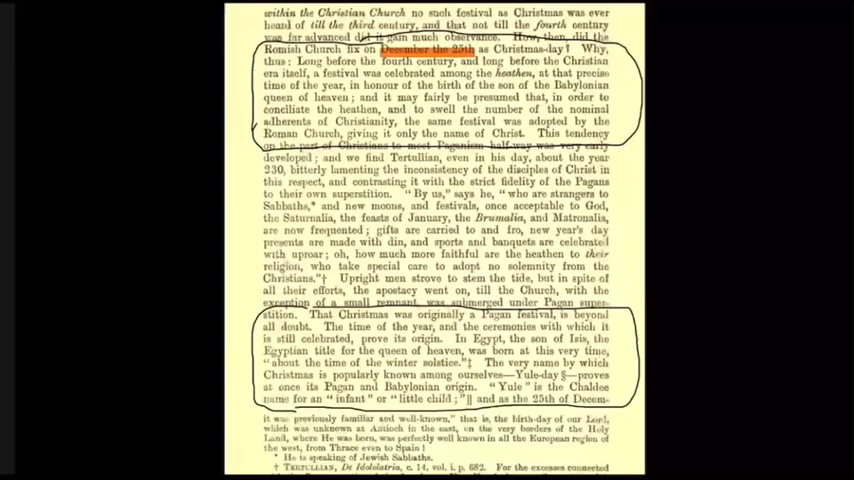 within the Christian Church no such festival as Christmas was ever
heard of till the third century, and that not till the fourth century
was far advanced did it gain much observance. How, then, did the
Romish Church fix on December the 25th as Christmas-day? Why,
thus: Long before the fourth century, and long before the Christian
era itself, a festival was celebrated among the heathen, at that precise
time of the year, in honour of the birth of the son of the Babylonian
queen of heaven; and it may fairly be presumed that, in order to
conciliate the heathen, and to swell the number of the nominal
adherents of Christianity, the same festival was adopted by the
Roman Church, giving it only the name of Christ. This tendency
on the part of Christians to meet Paganism half-way was very early
developed; and we find Tertullian, even in his day, about the year
230, bitterly lamenting the inconsistency of the disciples of Christ in
this respect, and contrasting it with the strict fidelity of the Pagans
to their own superstition. "By us," says he, "who are strangers to
Sabbaths,* and new moons, and festivals, once acceptable to God,
the Saturnalia, the feasts of January, the Brumalia, and Matronalia,
are now frequented; gifts are carried to and fro, new year's day
presents are made with din, and sports and banquets are celebrated
with uproar; oh, how much more faithful are the heathen to their
religion, who take special care to adopt no solemnity from the
Christians."† Upright men strove to stem the tide, but in spite of
all their efforts, the apostacy went on, till the Church, with the
exception of a small remnant, was submerged under Pagan super-
stition. That Christmas was originally a Pagan festival, is beyond
all doubt. The time of the year, and the ceremonies with which it
is still celebrated, prove its origin. In Egypt, the son of Isis, the
Egyptian title for the queen of heaven, was born at this very time,
"about the time of the winter solstice."‡ The very name by which
Christmas is popularly known among ourselves—Yule-day§—proves
at once its Pagan and Babylonian origin. "Yule" is the Chaldee
name for an "infant" or "little child;"‖ and as the 25th of Decem-
it was previously familiar and well-known," that is, the birth-day of our Lord,
which was unknown at Antioch in the east, on the very borders of the Holy
Land, where He was born, was perfectly well known in all the European region of
the west, from Thrace even to Spain!
* He is speaking of Jewish Sabbaths.
† TERTULLIAN, De Idololatria, c. 14, vol. i. p. 682. For the excesses connected